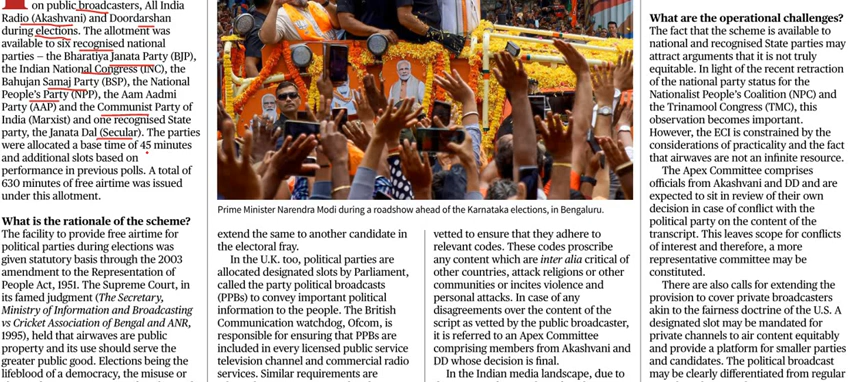 on public broadcasters, All India
Radio (Akashvani) and Doordarshan
during elections. The allotment was
available to six recognised national
parties – the Bharatiya Janata Party (BJP),
the Indian National Congress (INC), the
Bahujan Samaj Party (BSP), the National
People's Party (NPP), the Aam Aadmi
Party (AAP) and the Communist Party of
India (Marxist) and one recognised State
party, the Janata Dal (Secular). The parties
were allocated a base time of 45 minutes
and additional slots based on
performance in previous polls. A total of
630 minutes of free airtime was issued
under this allotment.
What is the rationale of the scheme?
The facility to provide free airtime for
political parties during elections was
given statutory basis through the 2003
amendment to the Representation of
People Act, 1951. The Supreme Court, in
its famed judgment (The Secretary,
Ministry of Information and Broadcasting
vs Cricket Association of Bengal and ANR,
1995), held that airwaves are public
property and its use should serve the
greater public good. Elections being the
lifeblood of a democracy, the misuse or
Prime Minister Narendra Modi during a roadshow ahead of the Karnataka elections, in Bengaluru.
extend the same to another candidate in
the electoral fray.
In the U.K. too, political parties are
allocated designated slots by Parliament,
called the party political broadcasts
(PPBs) to convey important political
information to the people. The British
Communication watchdog, Ofcom, is
responsible for ensuring that PPBs are
included in every licensed public service
television channel and commercial radio
services. Similar requirements are
vetted to ensure that they adhere to
relevant codes. These codes proscribe
any content which are inter alia critical of
other countries, attack religions or other
communities or incites violence and
personal attacks. In case of any
disagreements over the content of the
script as vetted by the public broadcaster,
it is referred to an Apex Committee
comprising members from Akashvani and
DD whose decision is final.
In the Indian media landscape, due to
What are the operational challenges?
The fact that the scheme is available to
national and recognised State parties may
attract arguments that it is not truly
equitable. In light of the recent retraction
of the national party status for the
Nationalist People's Coalition (NPC) and
the Trinamool Congress (TMC), this
observation becomes important.
However, the ECI is constrained by the
considerations of practicality and the fact
that airwaves are not an infinite resource.
The Apex Committee comprises
officials from Akashvani and DD and are
expected to sit in review of their own
decision in case of conflict with the
political party on the content of the
transcript. This leaves scope for conflicts
of interest and therefore, a more
representative committee may be
constituted.
There are also calls for extending the
provision to cover private broadcasters
akin to the fairness doctrine of the U.S. A
designated slot may be mandated for
private channels to air content equitably
and provide a platform for smaller parties
and candidates. The political broadcast
may be clearly differentiated from regular